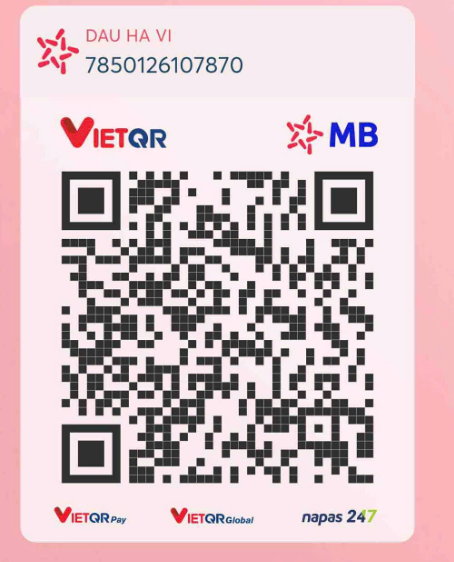 DAU HA VI
7850126107870
VIETQR
MB
VIETQR Pay
VIETQR Global
napas 247